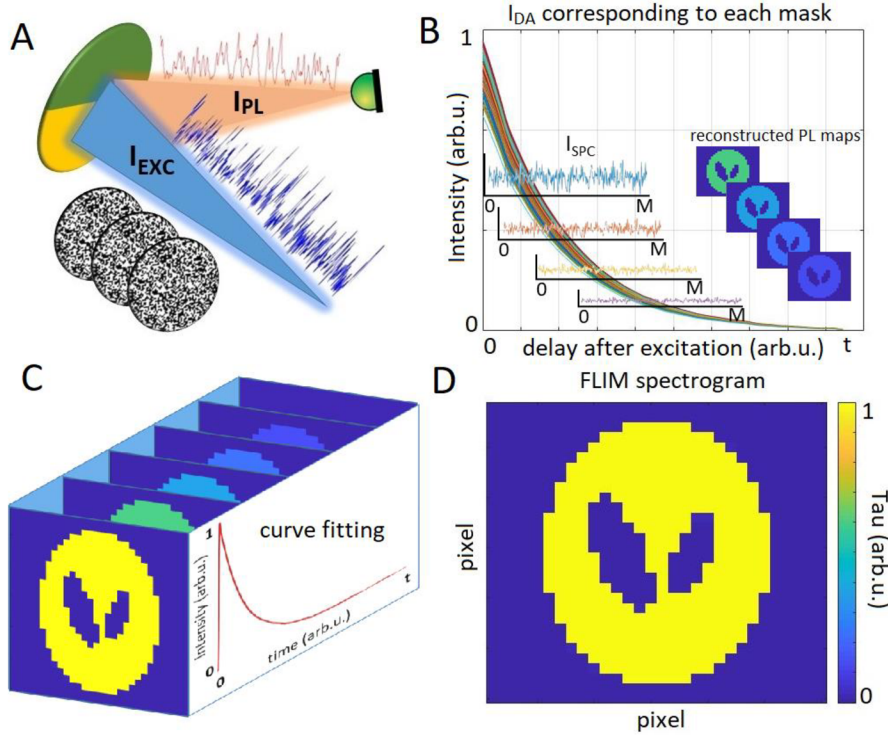 A
I_PL
I_EXC
B
I_DA corresponding to each mask
1
Intensity (arb.u.)
0
I_SPC
0 M
0 M
0 M
0 M
reconstructed PL maps
0 delay after excitation (arb.u.) t
C
curve fitting
1
intensity (arb.u.)
0
0
time (arb.u.)
t
D
FLIM spectrogram
pixel
pixel
1
Tau (arb.u.)
0